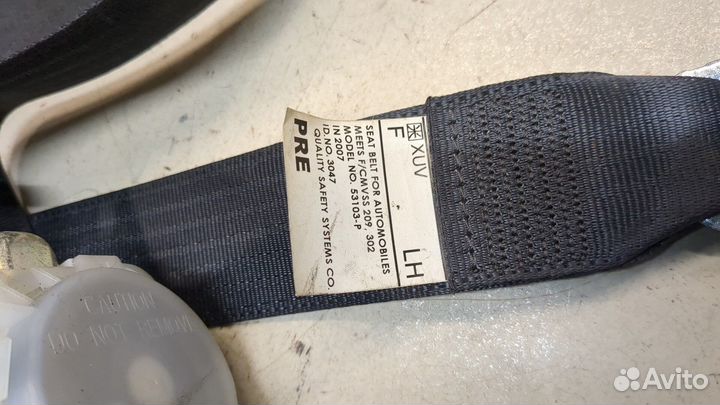 XUV
F LH
SEAT BELT FOR AUTOMOBILES
MEETS F/CMVSS 209, 302
MODEL NO. 53103-P
IN 2007
ID.NO. 3047
QUALITY SAFETY SYSTEMS CO.
PRE
CAUTION
DO NOT REMOVE
Avito